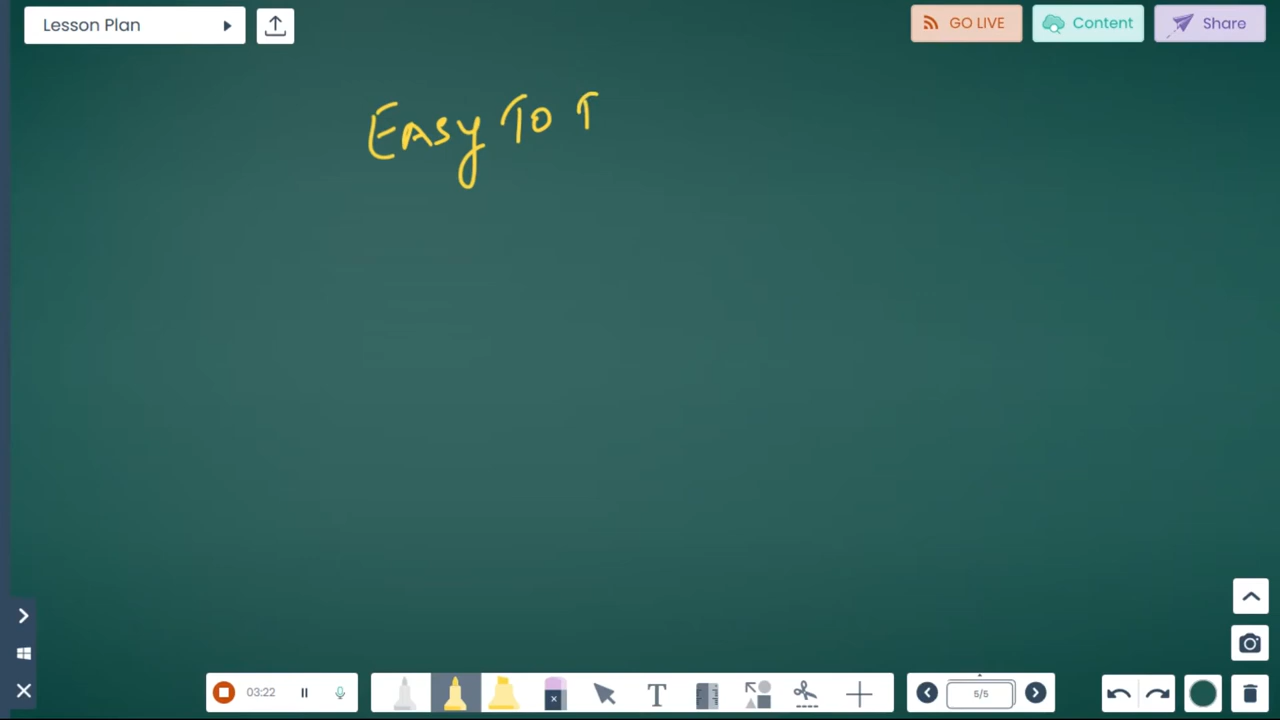 Lesson Plan
GO LIVE
Content
Share
EASy TO T
03:22
T
5/5